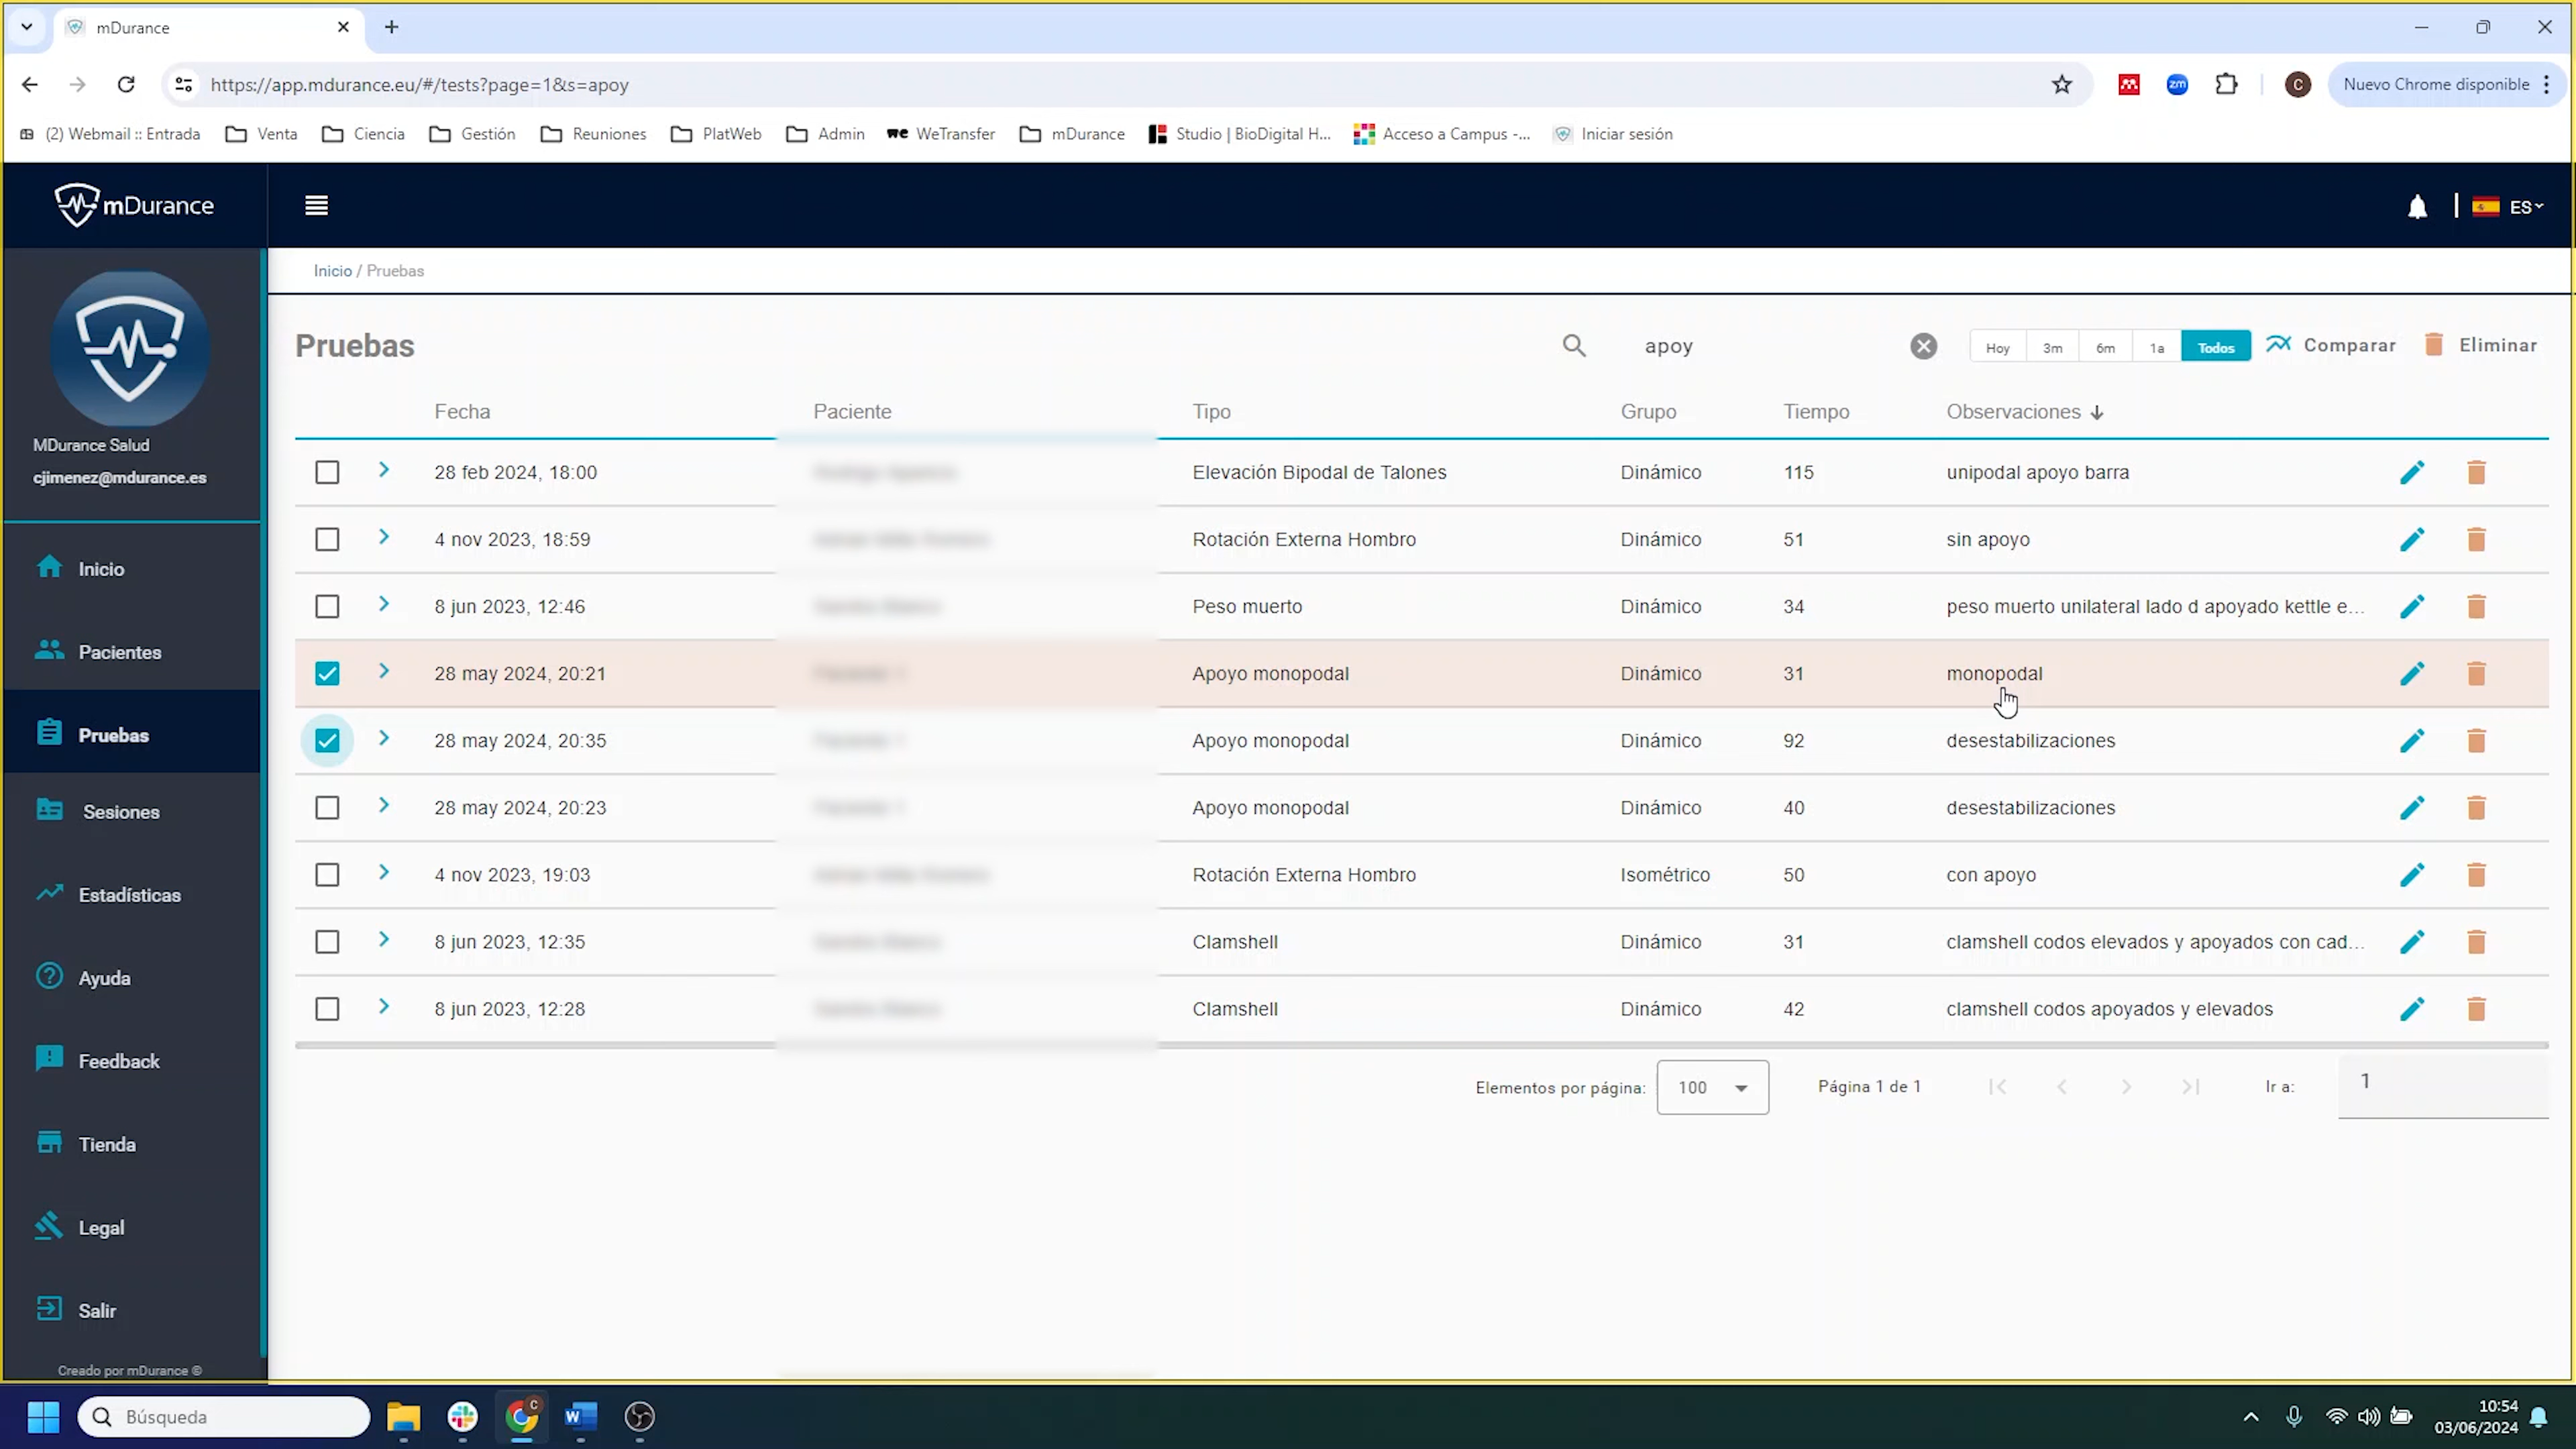 mDurance
https://app.mdurance.eu/#/tests?page=1&s=apoy
C
Nuevo Chrome disponible
(2) Webmail :: Entrada
Venta
Ciencia
Gestión
Reuniones
PlatWeb
Admin
WeTransfer
mDurance
Studio | BioDigital H...
Acceso a Campus -...
Iniciar sesión
mDurance
ES
MDurance Salud
cjimenez@mdurance.es
Inicio
Pacientes
Pruebas
Sesiones
Estadísticas
Ayuda
Feedback
Tienda
Legal
Salir
Creado por mDurance ©
Inicio / Pruebas
Pruebas
apoy
Hoy 3m 6m 1a Todos
Comparar
Eliminar
Fecha Paciente Tipo Grupo Tiempo Observaciones
28 feb 2024, 18:00 Elevación Bipodal de Talones Dinámico 115 unipodal apoyo barra
4 nov 2023, 18:59 Rotación Externa Hombro Dinámico 51 sin apoyo
8 jun 2023, 12:46 Peso muerto Dinámico 34 peso muerto unilateral lado d apoyado kettle e...
28 may 2024, 20:21 Apoyo monopodal Dinámico 31 monopodal
28 may 2024, 20:35 Apoyo monopodal Dinámico 92 desestabilizaciones
28 may 2024, 20:23 Apoyo monopodal Dinámico 40 desestabilizaciones
4 nov 2023, 19:03 Rotación Externa Hombro Isométrico 50 con apoyo
8 jun 2023, 12:35 Clamshell Dinámico 31 clamshell codos elevados y apoyados con cad...
8 jun 2023, 12:28 Clamshell Dinámico 42 clamshell codos apoyados y elevados
Elementos por página: 100 Página 1 de 1 Ir a: 1
Búsqueda
10:54
03/06/2024